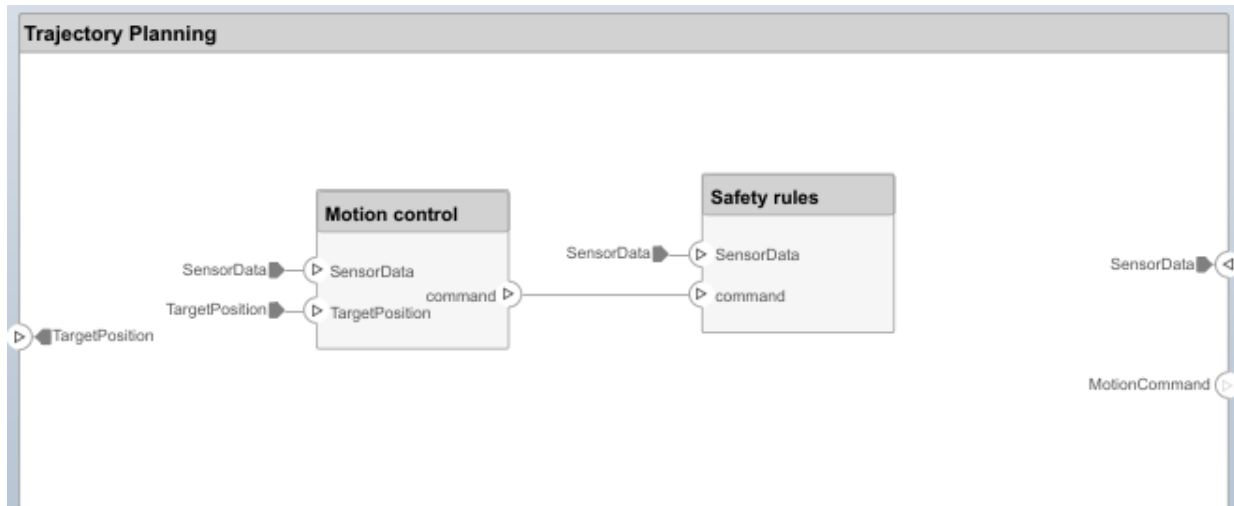 Trajectory Planning
Safety rules
Motion control
SensorData
SensorData
SensorData
SensorData
SensorData
command
command
TargetPosition
TargetPosition
TargetPosition
MotionCommand